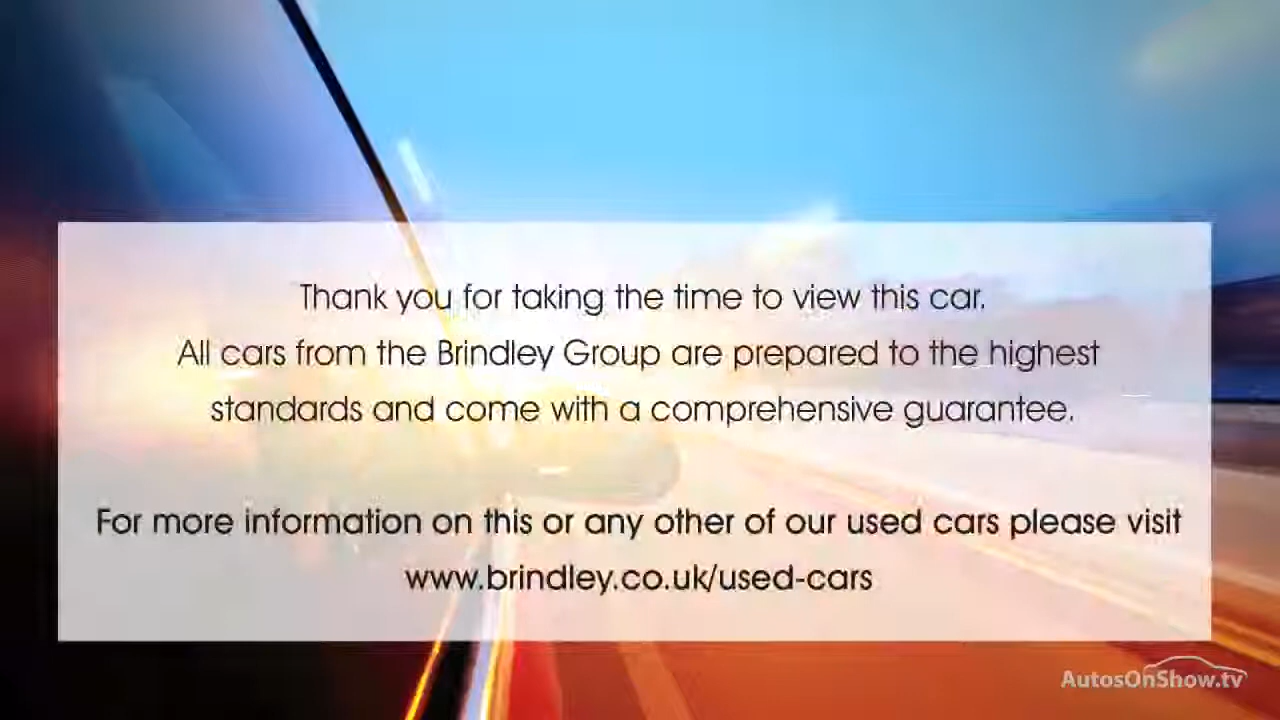 Thank you for taking the time to view this car.
All cars from the Brindley Group are prepared to the highest
standards and come with a comprehensive guarantee.
For more information on this or any other of our used cars please visit
www.brindley.co.uk/used-cars
AutosOnShow.tv